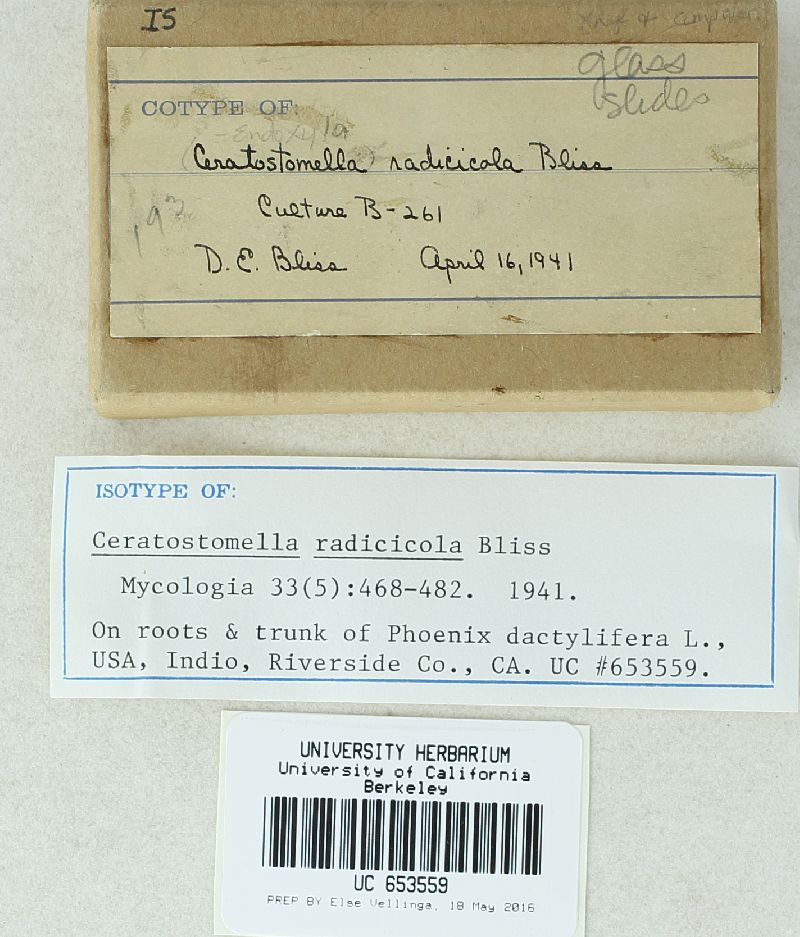 IS
glass
slides
COTYPE OF:
(Ceratostomella) radicicola Bliss
Culture B-261
D. E. Bliss April 16, 1941
ISOTYPE OF:
Ceratostomella radicicola Bliss
Mycologia 33(5):468-482. 1941.
On roots & trunk of Phoenix dactylifera L.,
USA, Indio, Riverside Co., CA. UC #653559.
UNIVERSITY HERBARIUM
University of California
Berkeley
UC 653559
PREP BY Else Vellinga, 18 May 2016